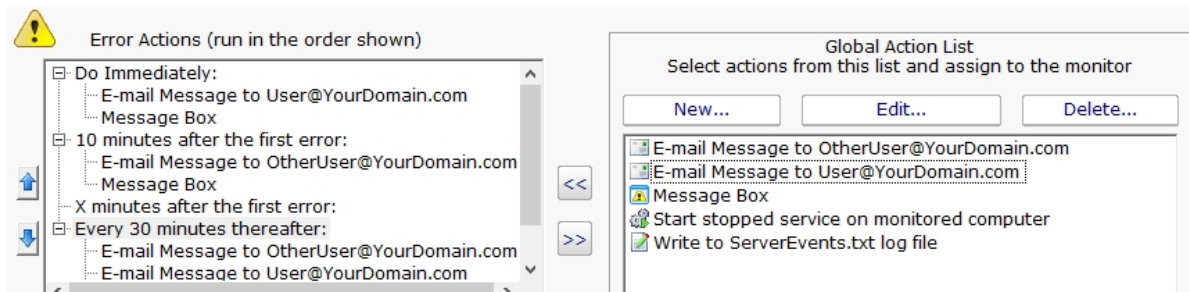 Error Actions (run in the order shown)
Do Immediately:
E-mail Message to User@YourDomain.com
Message Box
10 minutes after the first error:
E-mail Message to OtherUser@YourDomain.com
Message Box
X minutes after the first error:
Every 30 minutes thereafter:
E-mail Message to OtherUser@YourDomain.com
E-mail Message to User@YourDomain.com
<<
>>
Global Action List
Select actions from this list and assign to the monitor
New... Edit... Delete...
E-mail Message to OtherUser@YourDomain.com
E-mail Message to User@YourDomain.com
Message Box
Start stopped service on monitored computer
Write to ServerEvents.txt log file